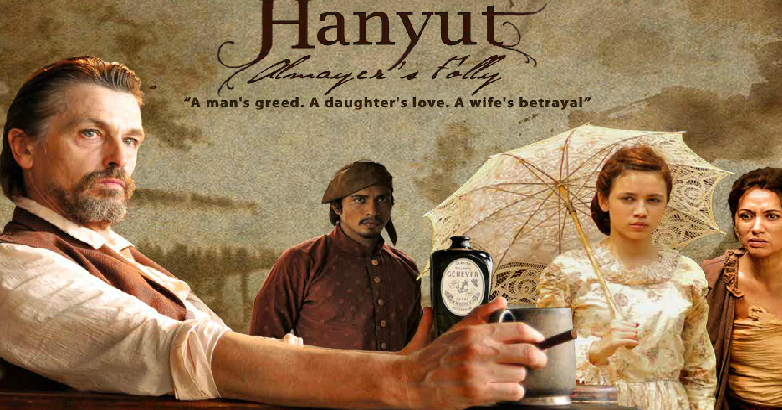 Hanyut
Almayer's Folly
"A man's greed. A daughter's love. A wife's betrayal"
GENEVER